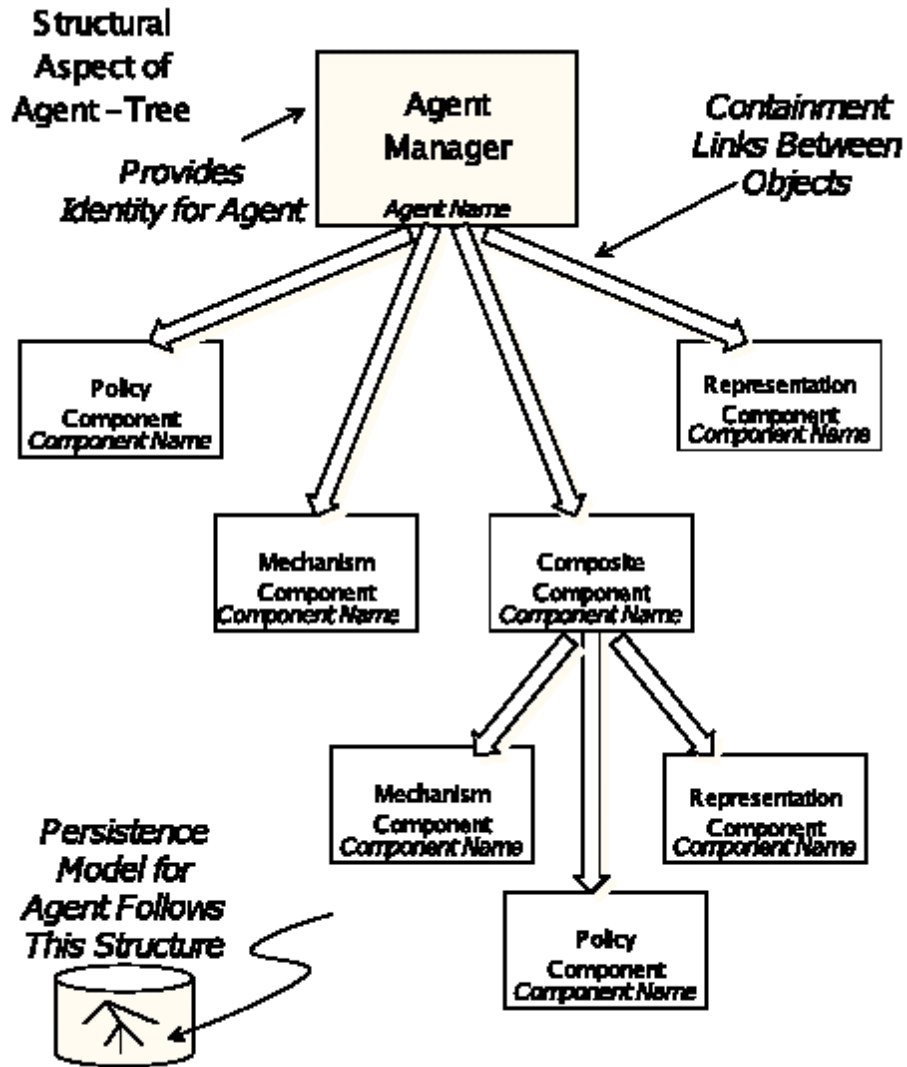 Structural
Aspect of
Agent-Tree
Provides
Identity for Agent
Agent
Manager
Agent Name
Containment
Links Between
Objects
Policy
Component
Component Name
Representation
Component
Component Name
Mechanism
Component
Component Name
Composite
Component
Component Name
Mechanism
Component
Component Name
Representation
Component
Component Name
Policy
Component
Component Name
Persistence
Model for
Agent Follows
This Structure